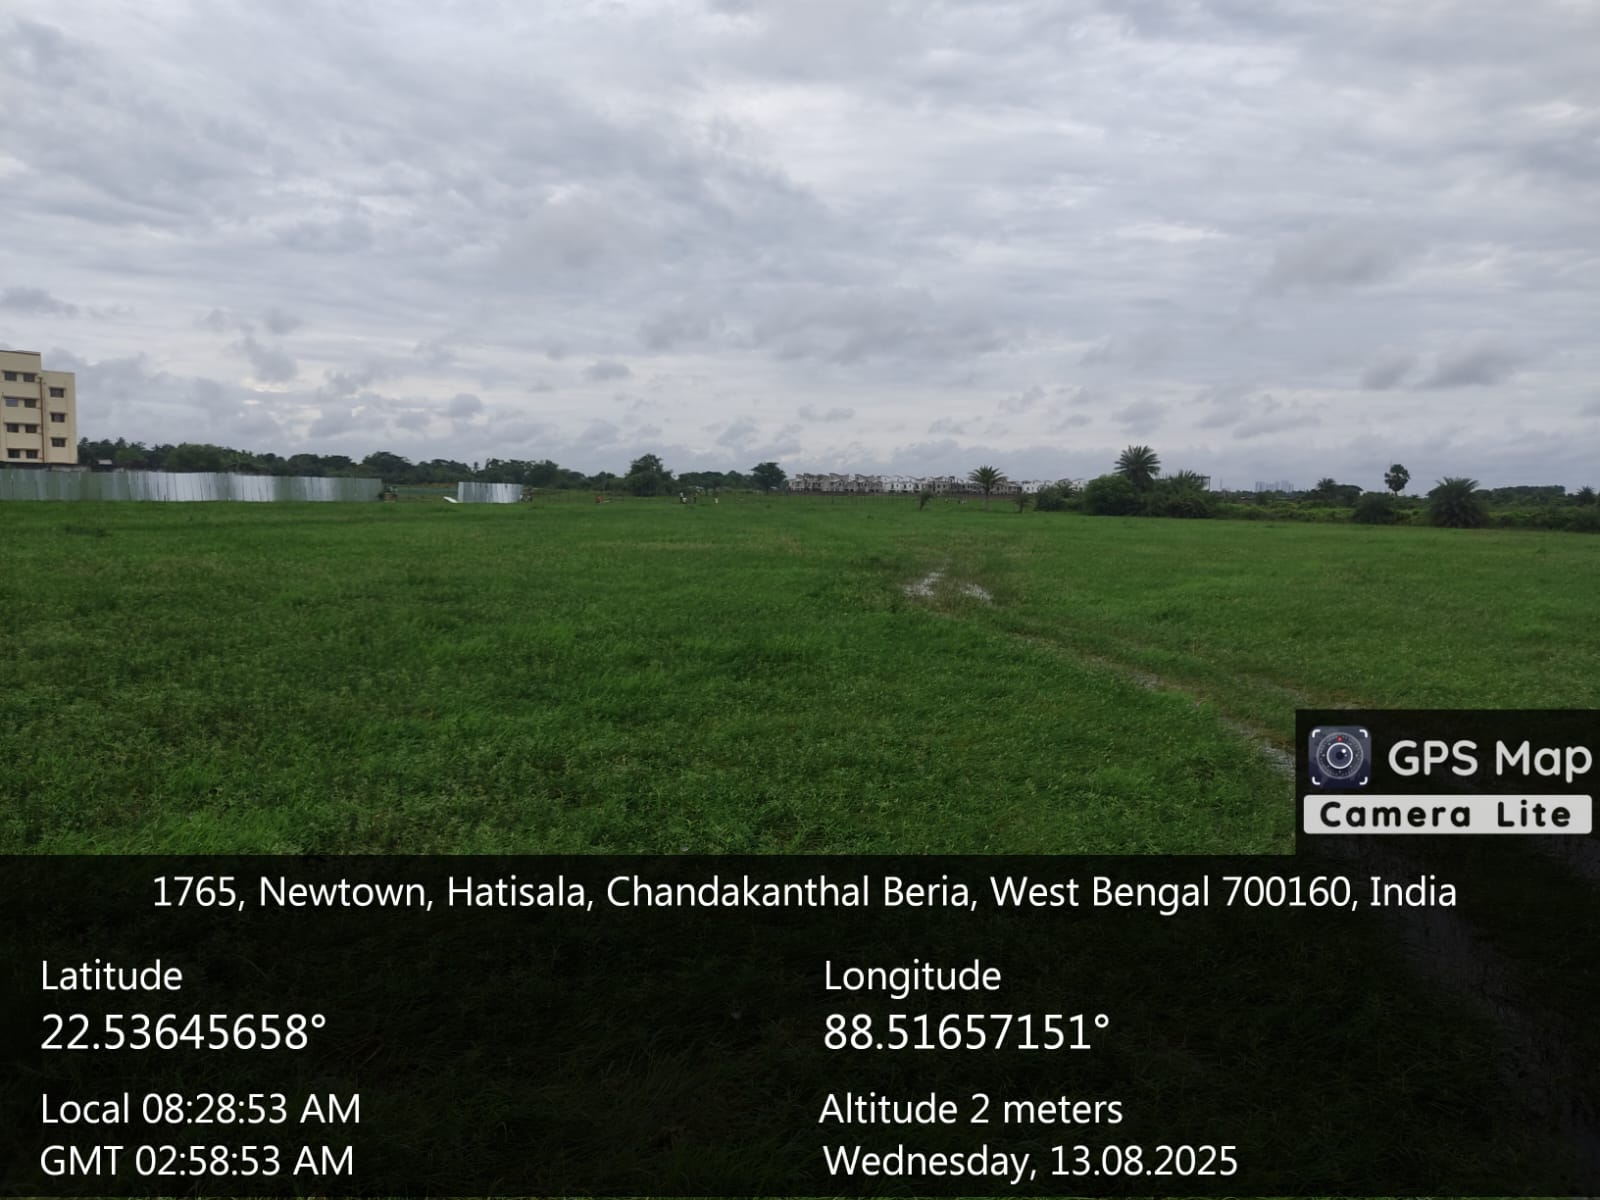 GPS Map
Camera Lite
1765, Newtown, Hatisala, Chandakanthal Beria, West Bengal 700160, India
Latitude
22.53645658°
Longitude
88.51657151°
Local 08:28:53 AM
GMT 02:58:53 AM
Altitude 2 meters
Wednesday, 13.08.2025